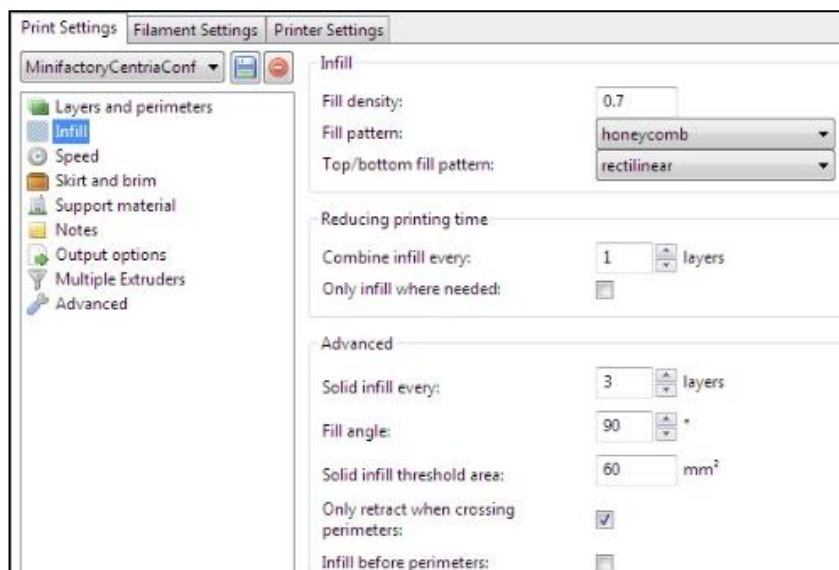 Print Settings Filament Settings Printer Settings
MinifactoryCentriaConf
Layers and perimeters
Infill
Speed
Skirt and brim
Support material
Notes
Output options
Multiple Extruders
Advanced
Infill
Fill density: 0.7
Fill pattern: honeycomb
Top/bottom fill pattern: rectilinear
Reducing printing time
Combine infill every: 1 layers
Only infill where needed:
Advanced
Solid infill every: 3 layers
Fill angle: 90 °
Solid infill threshold area: 60 mm²
Only retract when crossing
perimeters:
Infill before perimeters: